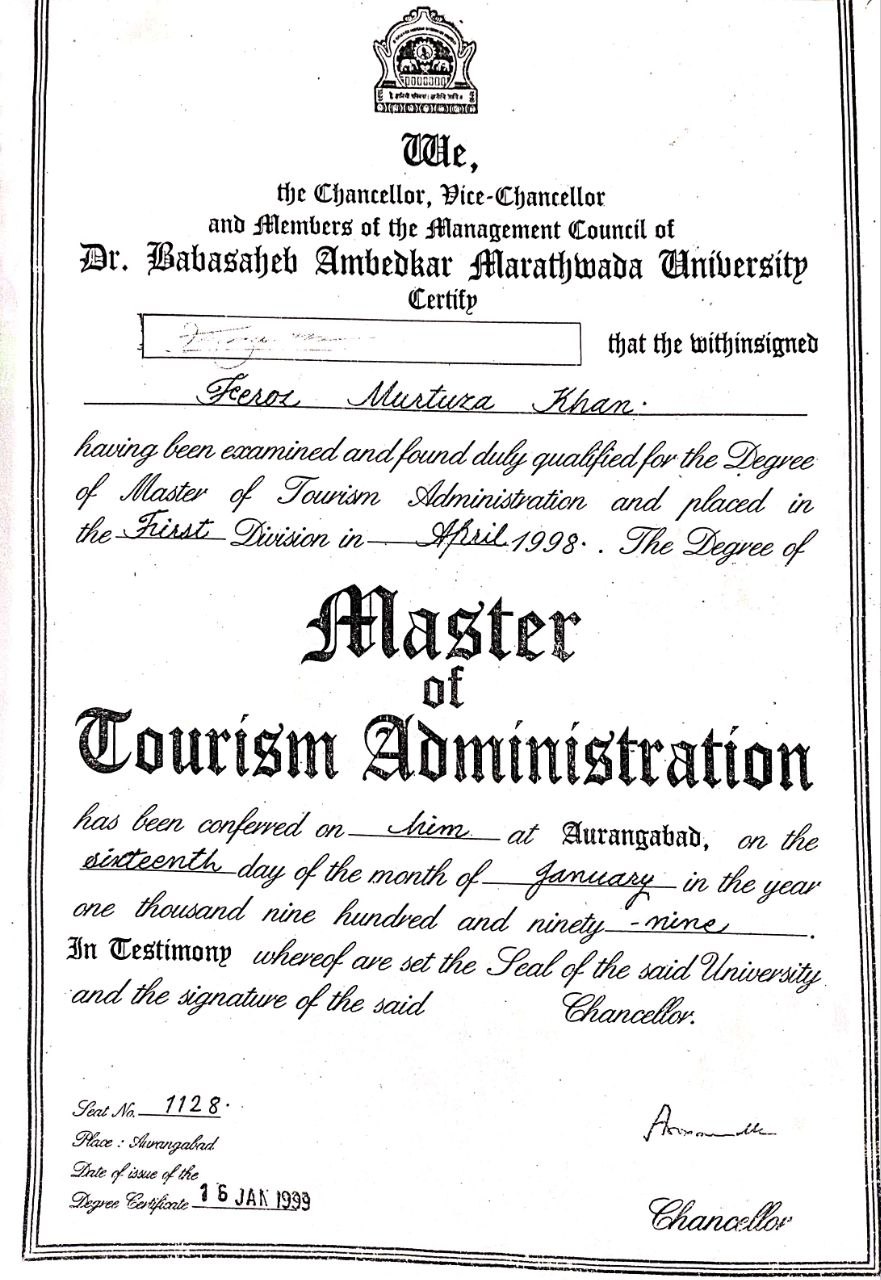 We,
the Chancellor, Vice-Chancellor
and Members of the Management Council of
Dr. Babasaheb Ambedkar Marathwada University
Certify
that the withinsigned
Feroz Murtuza Khan.
having been examined and found duly qualified for the Degree
of Master of Tourism Administration and placed in
the First Division in April 1998. . The Degree of
Master
of
Tourism Administration
has been conferred on him at Aurangabad, on the
sixteenth day of the month of January in the year
one thousand nine hundred and ninety -nine .
In Testimony whereof are set the Seal of the said University
and the signature of the said Chancellor.
Seat No. 1128.
Place : Aurangabad
Date of issue of the
Degree Certificate 16 JAN 1999
Chancellor